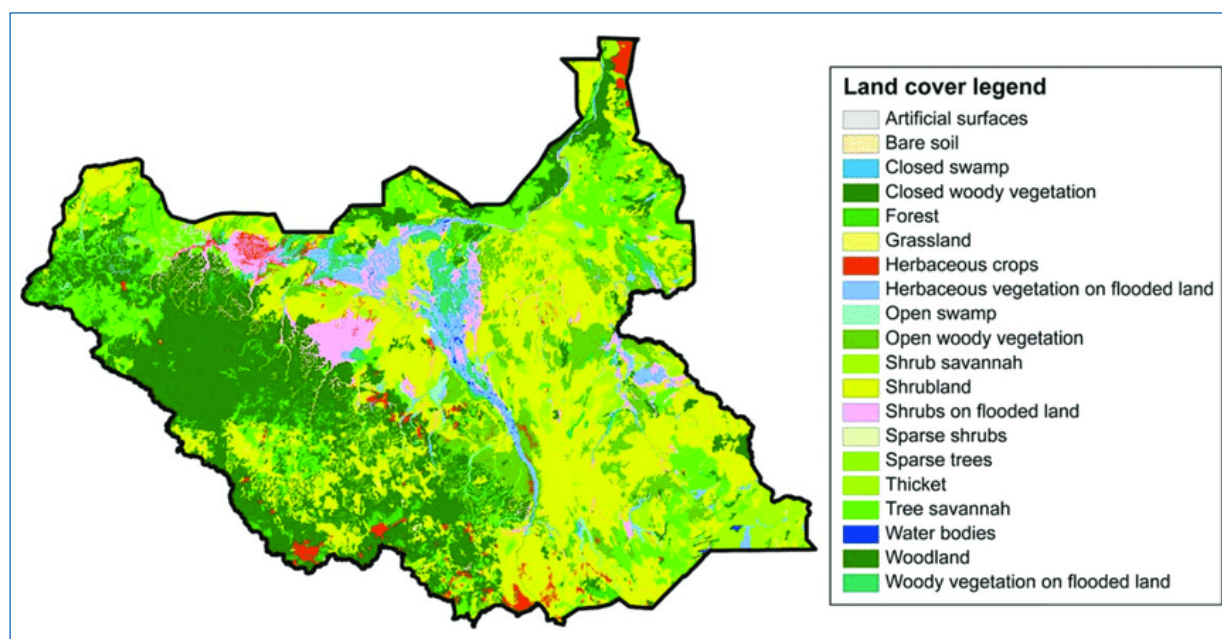 Land cover legend
Artificial surfaces
Bare soil
Closed swamp
Closed woody vegetation
Forest
Grassland
Herbaceous crops
Herbaceous vegetation on flooded land
Open swamp
Open woody vegetation
Shrub savannah
Shrubland
Shrubs on flooded land
Sparse shrubs
Sparse trees
Thicket
Tree savannah
Water bodies
Woodland
Woody vegetation on flooded land